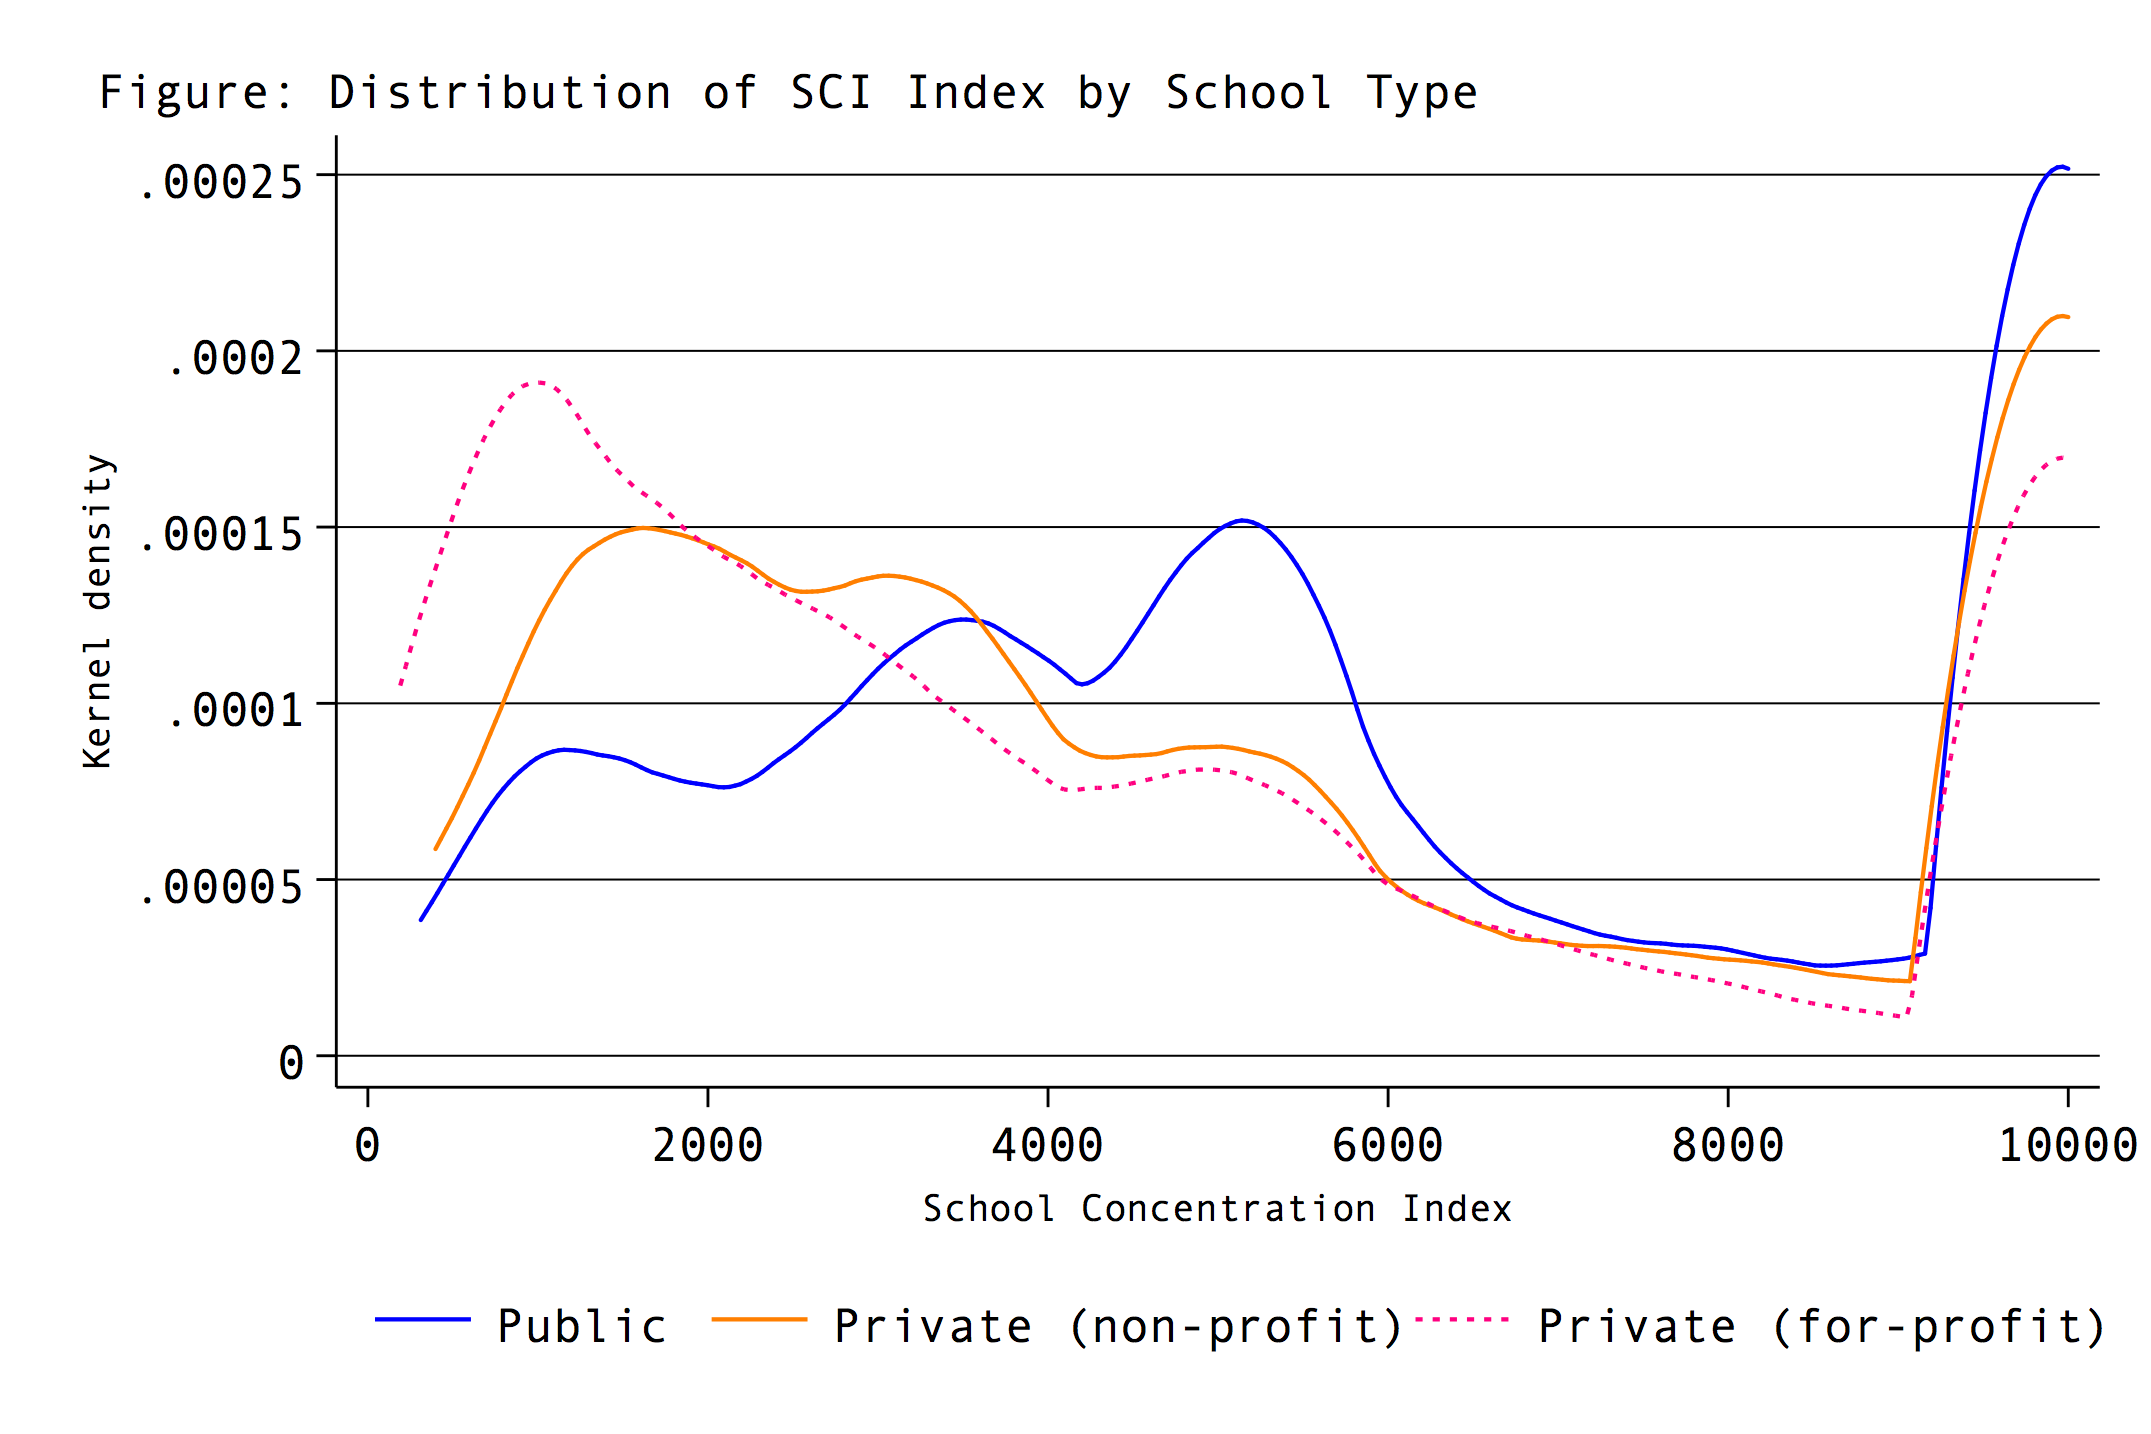 Figure: Distribution of SCI Index by School Type
.00025
.0002
.00015
.0001
.00005
0
Kernel density
0 2000 4000 6000 8000 10000
School Concentration Index
Public Private (non-profit) Private (for-profit)